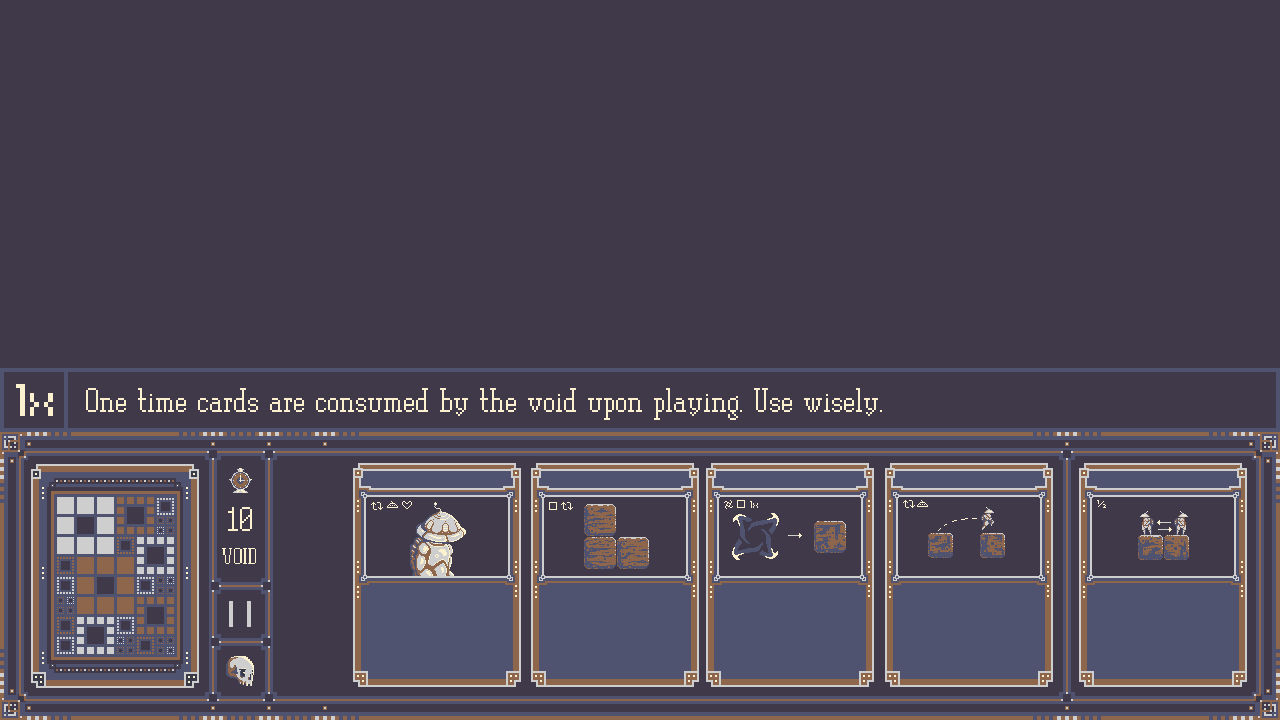 1x
One time cards are consumed by the void upon playing. Use wisely.
10
VOID
1x
½